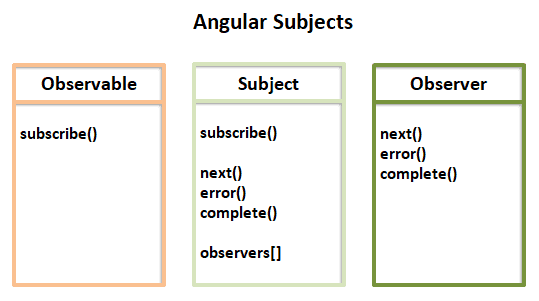 Angular Subjects
Observable
subscribe()
Subject
subscribe()
next()
error()
complete()
observers[]
Observer
next()
error()
complete()